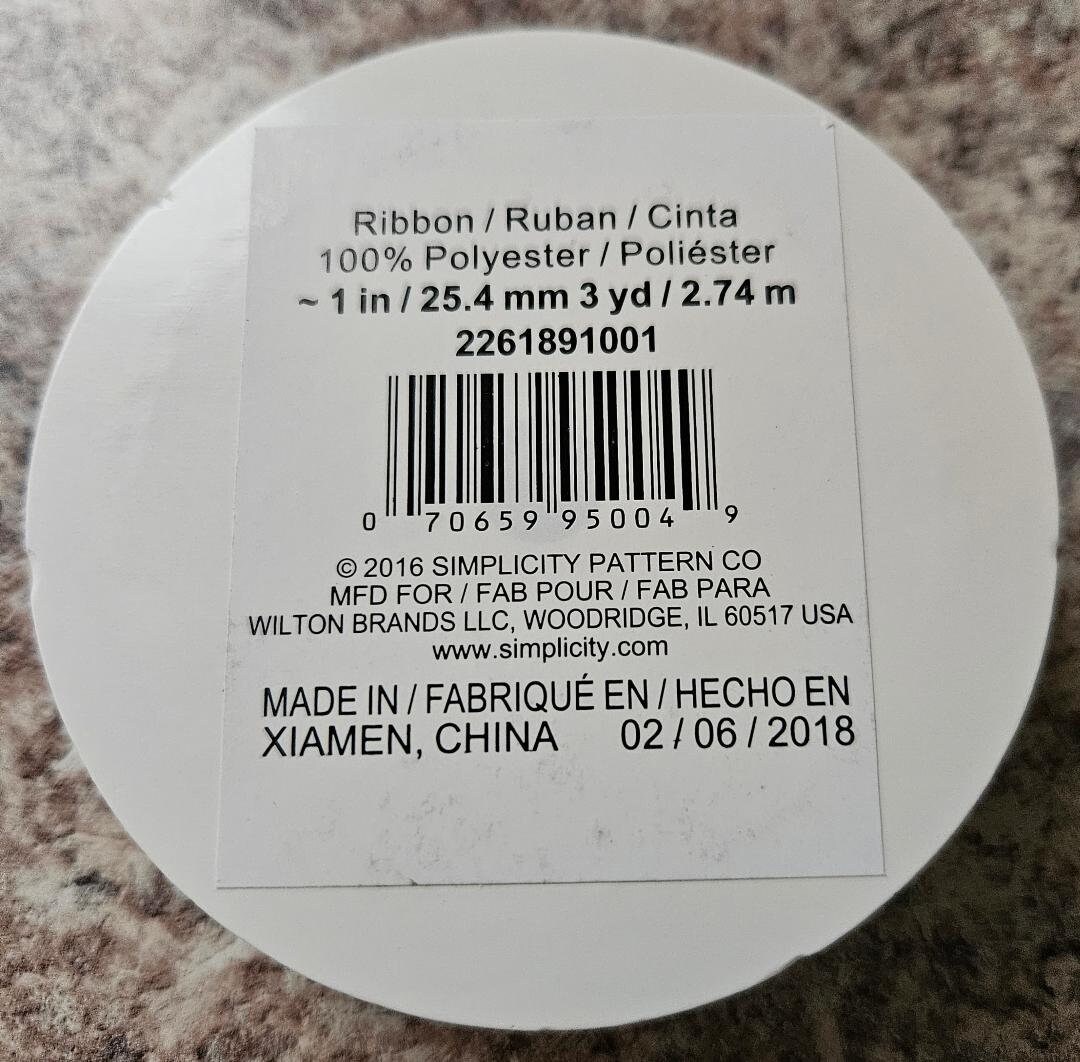 Ribbon / Ruban / Cinta
100% Polyester / Poliéster
~ 1 in / 25.4 mm 3 yd / 2.74 m
2261891001
0 70659 95004 9
© 2016 SIMPLICITY PATTERN CO
MFD FOR / FAB POUR / FAB PARA
WILTON BRANDS LLC, WOODRIDGE, IL 60517 USA
www.simplicity.com
MADE IN / FABRIQUÉ EN / HECHO EN
XIAMEN, CHINA 02 / 06 / 2018